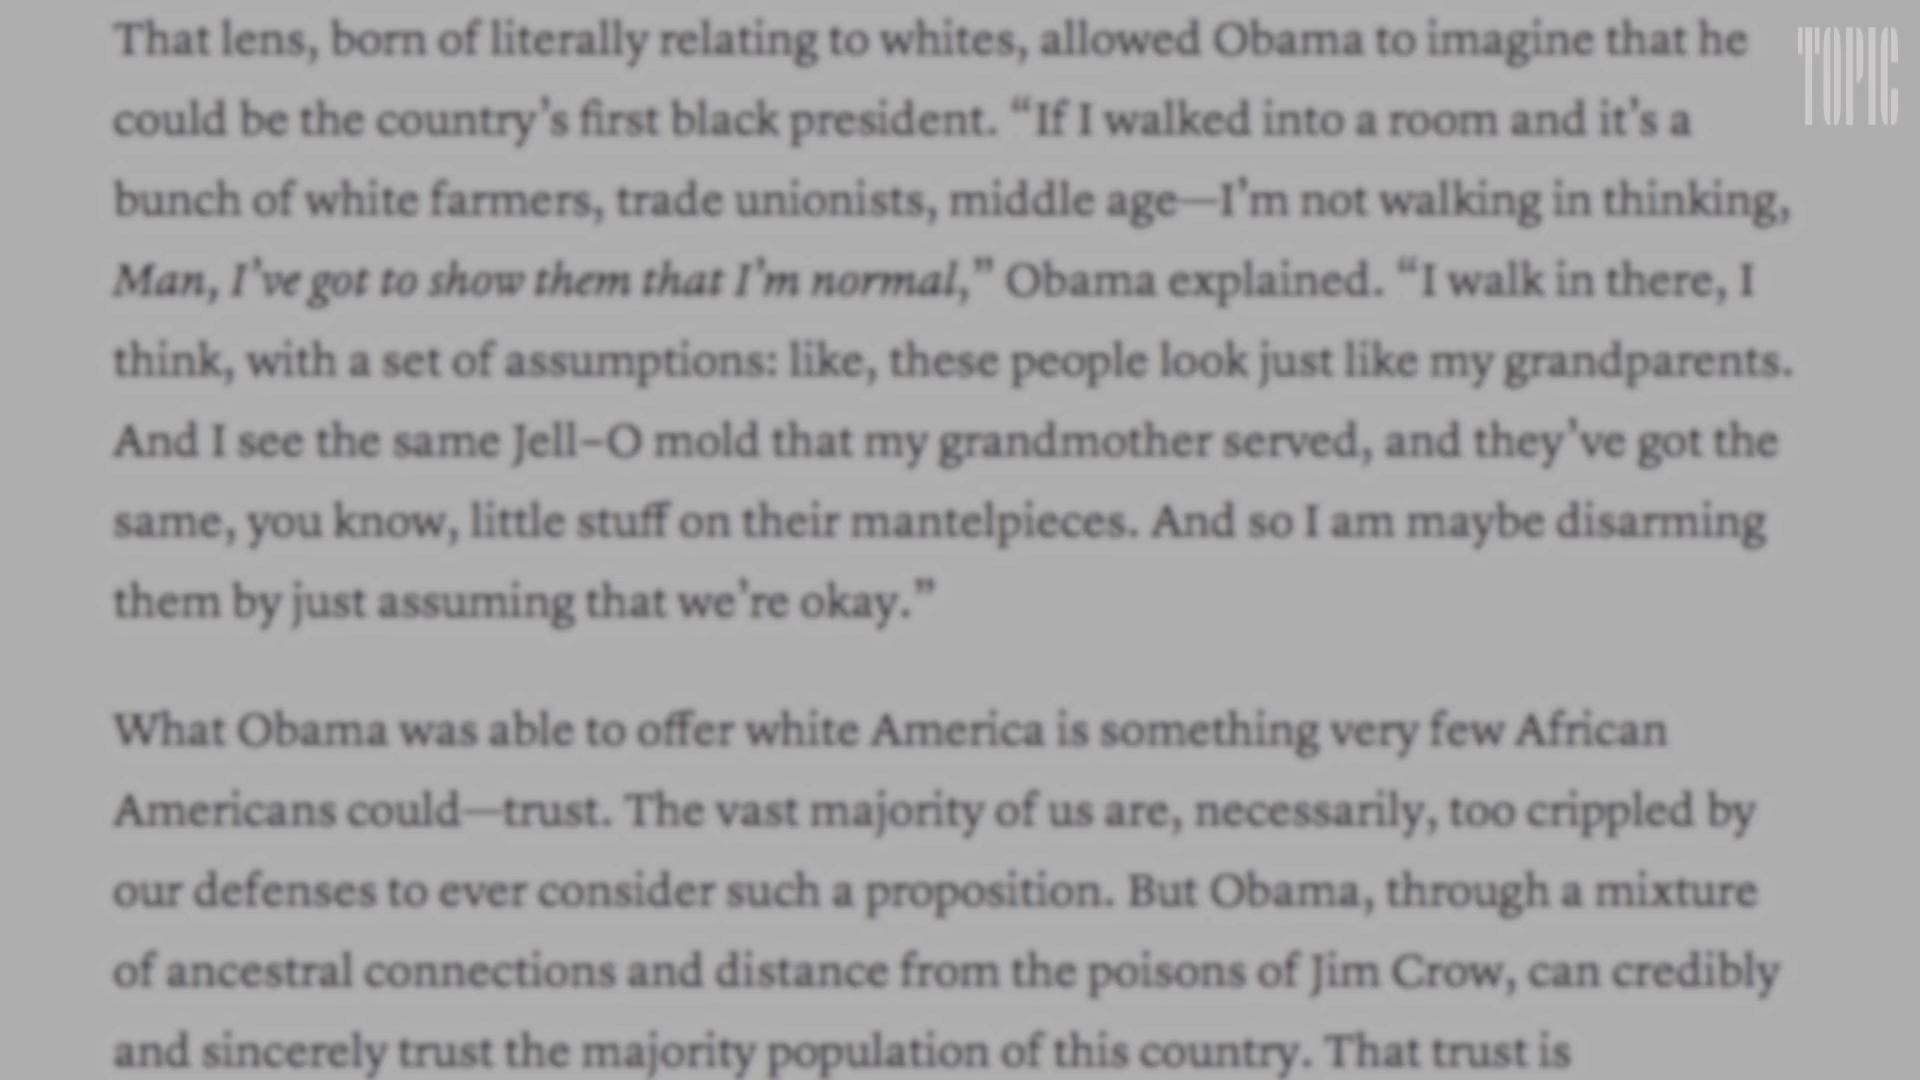 That lens, born of literally relating to whites, allowed Obama to imagine that he
could be the country’s first black president. “If I walked into a room and it’s a
bunch of white farmers, trade unionists, middle age—I’m not walking in thinking,
Man, I’ve got to show them that I’m normal,” Obama explained. “I walk in there, I
think, with a set of assumptions: like, these people look just like my grandparents.
And I see the same Jell–O mold that my grandmother served, and they’ve got the
same, you know, little stuff on their mantelpieces. And so I am maybe disarming
them by just assuming that we’re okay.”
What Obama was able to offer white America is something very few African
Americans could—trust. The vast majority of us are, necessarily, too crippled by
our defenses to ever consider such a proposition. But Obama, through a mixture
of ancestral connections and distance from the poisons of Jim Crow, can credibly
and sincerely trust the majority population of this country. That trust is
TOPIC